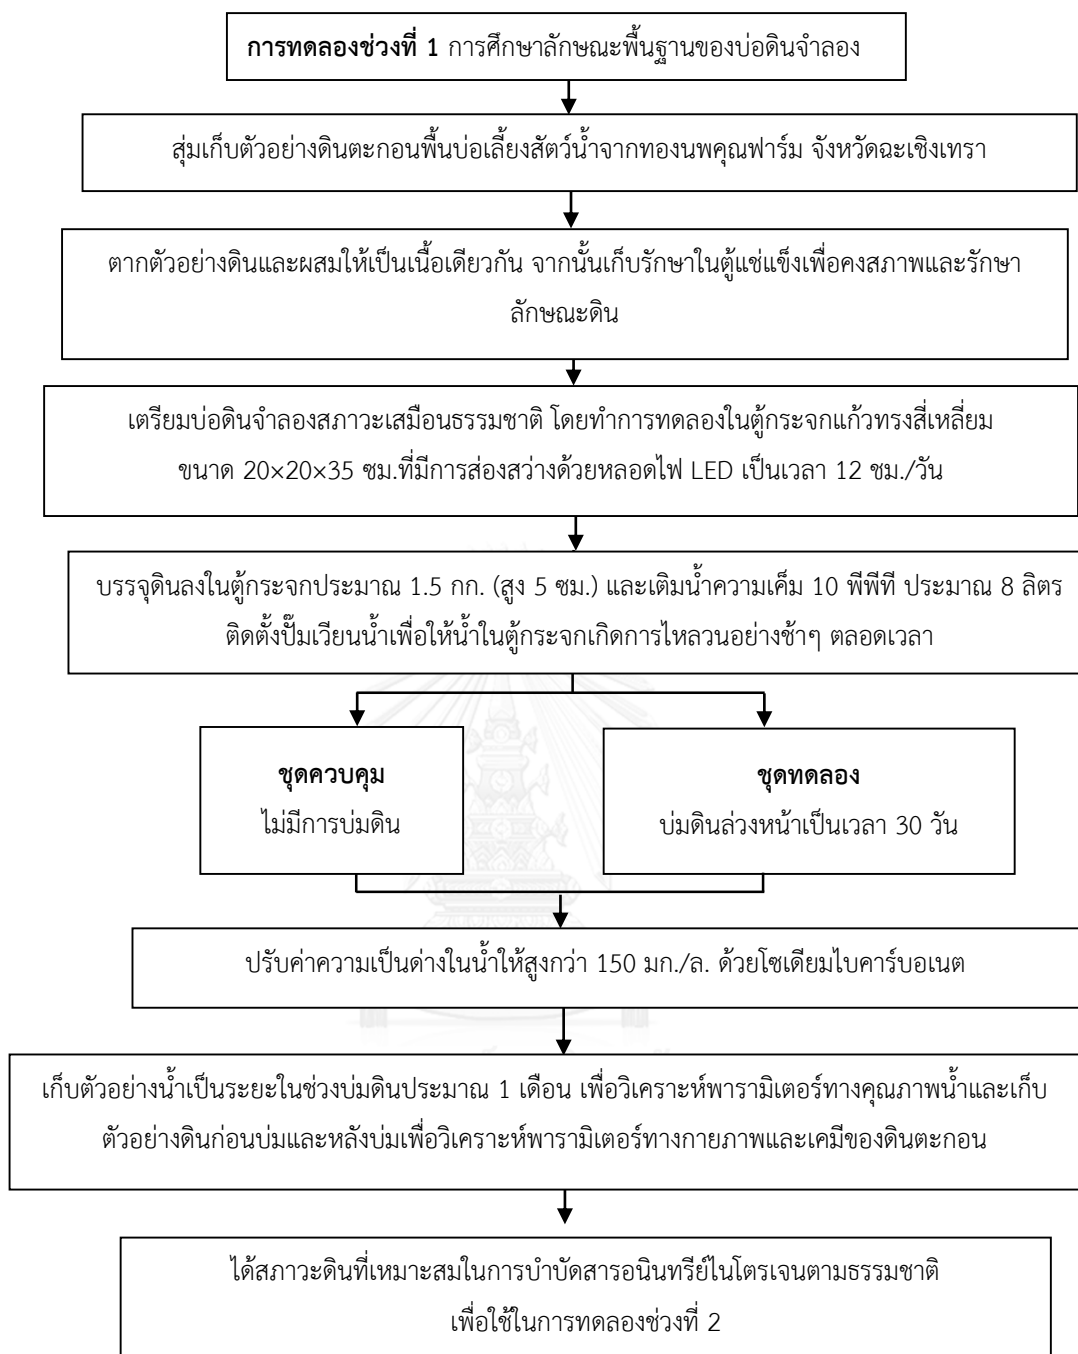 การทดลองช่วงที่ 1 การศึกษาลักษณะพื้นฐานของบ่อดินจำลอง
สุ่มเก็บตัวอย่างดินตะกอนพื้นบ่อเลี้ยงสัตว์น้ำจากทองนพคุณฟาร์ม จังหวัดฉะเชิงเทรา
ตากตัวอย่างดินและผสมให้เป็นเนื้อเดียวกัน จากนั้นเก็บรักษาในตู้แช่แข็งเพื่อคงสภาพและรักษา
ลักษณะดิน
เตรียมบ่อดินจำลองสภาวะเสมือนธรรมชาติ โดยทำการทดลองในตู้กระจกแก้วทรงสี่เหลี่ยม
ขนาด 20×20×35 ซม.ที่มีการส่องสว่างด้วยหลอดไฟ LED เป็นเวลา 12 ชม./วัน
บรรจุดินลงในตู้กระจกประมาณ 1.5 กก. (สูง 5 ซม.) และเติมน้ำความเค็ม 10 พีพีที ประมาณ 8 ลิตร
ติดตั้งปั๊มเวียนน้ำเพื่อให้น้ำในตู้กระจกเกิดการไหลวนอย่างช้าๆ ตลอดเวลา
ชุดควบคุม
ไม่มีการบ่มดิน
ชุดทดลอง
บ่มดินล่วงหน้าเป็นเวลา 30 วัน
ปรับค่าความเป็นด่างในน้ำให้สูงกว่า 150 มก./ล. ด้วยโซเดียมไบคาร์บอเนต
เก็บตัวอย่างน้ำเป็นระยะในช่วงบ่มดินประมาณ 1 เดือน เพื่อวิเคราะห์พารามิเตอร์ทางคุณภาพน้ำและเก็บ
ตัวอย่างดินก่อนบ่มและหลังบ่มเพื่อวิเคราะห์พารามิเตอร์ทางกายภาพและเคมีของดินตะกอน
ได้สภาวะดินที่เหมาะสมในการบำบัดสารอนินทรีย์ไนโตรเจนตามธรรมชาติ
เพื่อใช้ในการทดลองช่วงที่ 2